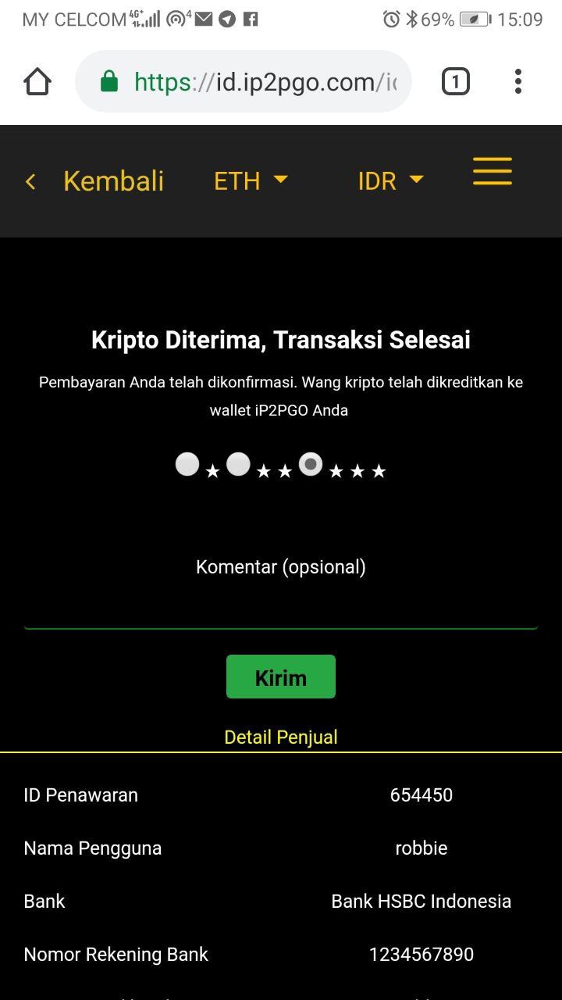 MY CELCOM 4G+ 4 69% 15:09
https://id.ip2pgo.com/
1
Kembali ETH IDR
Kripto Diterima, Transaksi Selesai
Pembayaran Anda telah dikonfirmasi. Wang kripto telah dikreditkan ke
wallet iP2PGO Anda
★ ★ ★ ★ ★ ★
Komentar (opsional)
Kirim
Detail Penjual
ID Penawaran 654450
Nama Pengguna robbie
Bank Bank HSBC Indonesia
Nomor Rekening Bank 1234567890